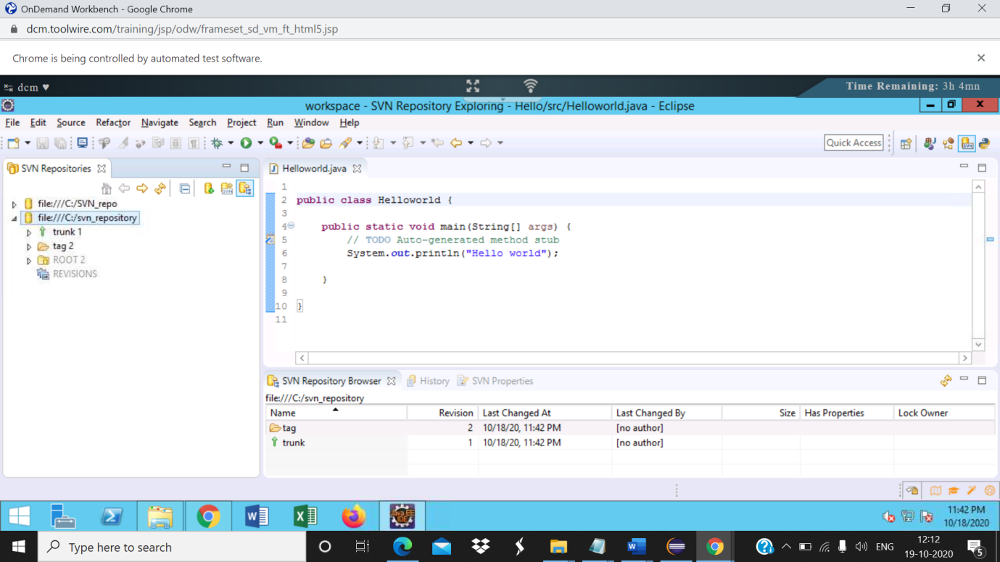 OnDemand Workbench - Google Chrome
dcm.toolwire.com/training/jsp/odw/frameset_sd_vm_ft_html5.jsp
Chrome is being controlled by automated test software.
dcm ♥ Time Remaining: 3h 4mn
workspace - SVN Repository Exploring - Hello/src/Helloworld.java - Eclipse
File Edit Source Refactor Navigate Search Project Run Window Help
Quick Access
SVN Repositories
file:///C:/SVN_repo
file:///C:/svn_repository
trunk 1
tag 2
ROOT 2
REVISIONS
Helloworld.java
1
2 public class Helloworld {
3
4 public static void main(String[] args) {
5 // TODO Auto-generated method stub
6 System.out.println("Hello world");
7
8 }
9
10 }
11
SVN Repository Browser History SVN Properties
file:///C:/svn_repository
Name Revision Last Changed At Last Changed By Size Has Properties Lock Owner
tag 2 10/18/20, 11:42 PM [no author]
trunk 1 10/18/20, 11:42 PM [no author]
Java EE
IDE
11:42 PM
10/18/2020
Type here to search
ENG
12:12
19-10-2020
5